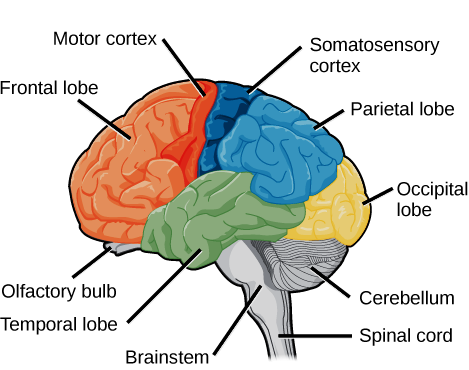 Motor cortex
Somatosensory
cortex
Frontal lobe
Parietal lobe
Occipital
lobe
Olfactory bulb
Cerebellum
Temporal lobe
Spinal cord
Brainstem